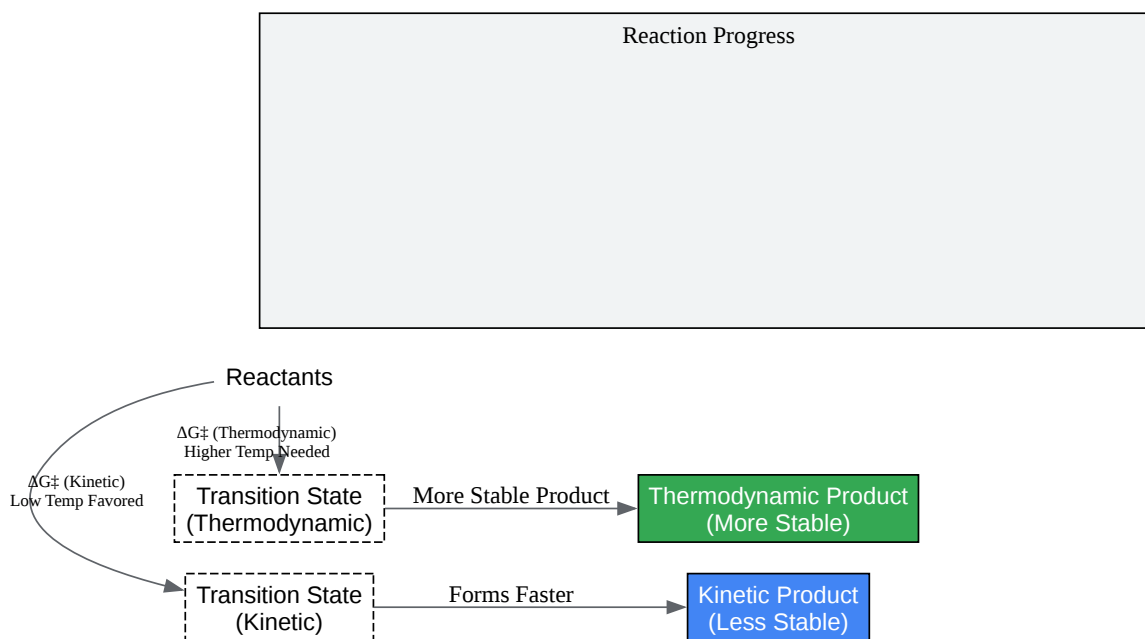 Reaction Progress
Reactants
ΔG‡ (Thermodynamic)
Higher Temp Needed
ΔG‡ (Kinetic)
Low Temp Favored
Transition State
(Thermodynamic)
More Stable Product
Thermodynamic Product
(More Stable)
Transition State
(Kinetic)
Forms Faster
Kinetic Product
(Less Stable)